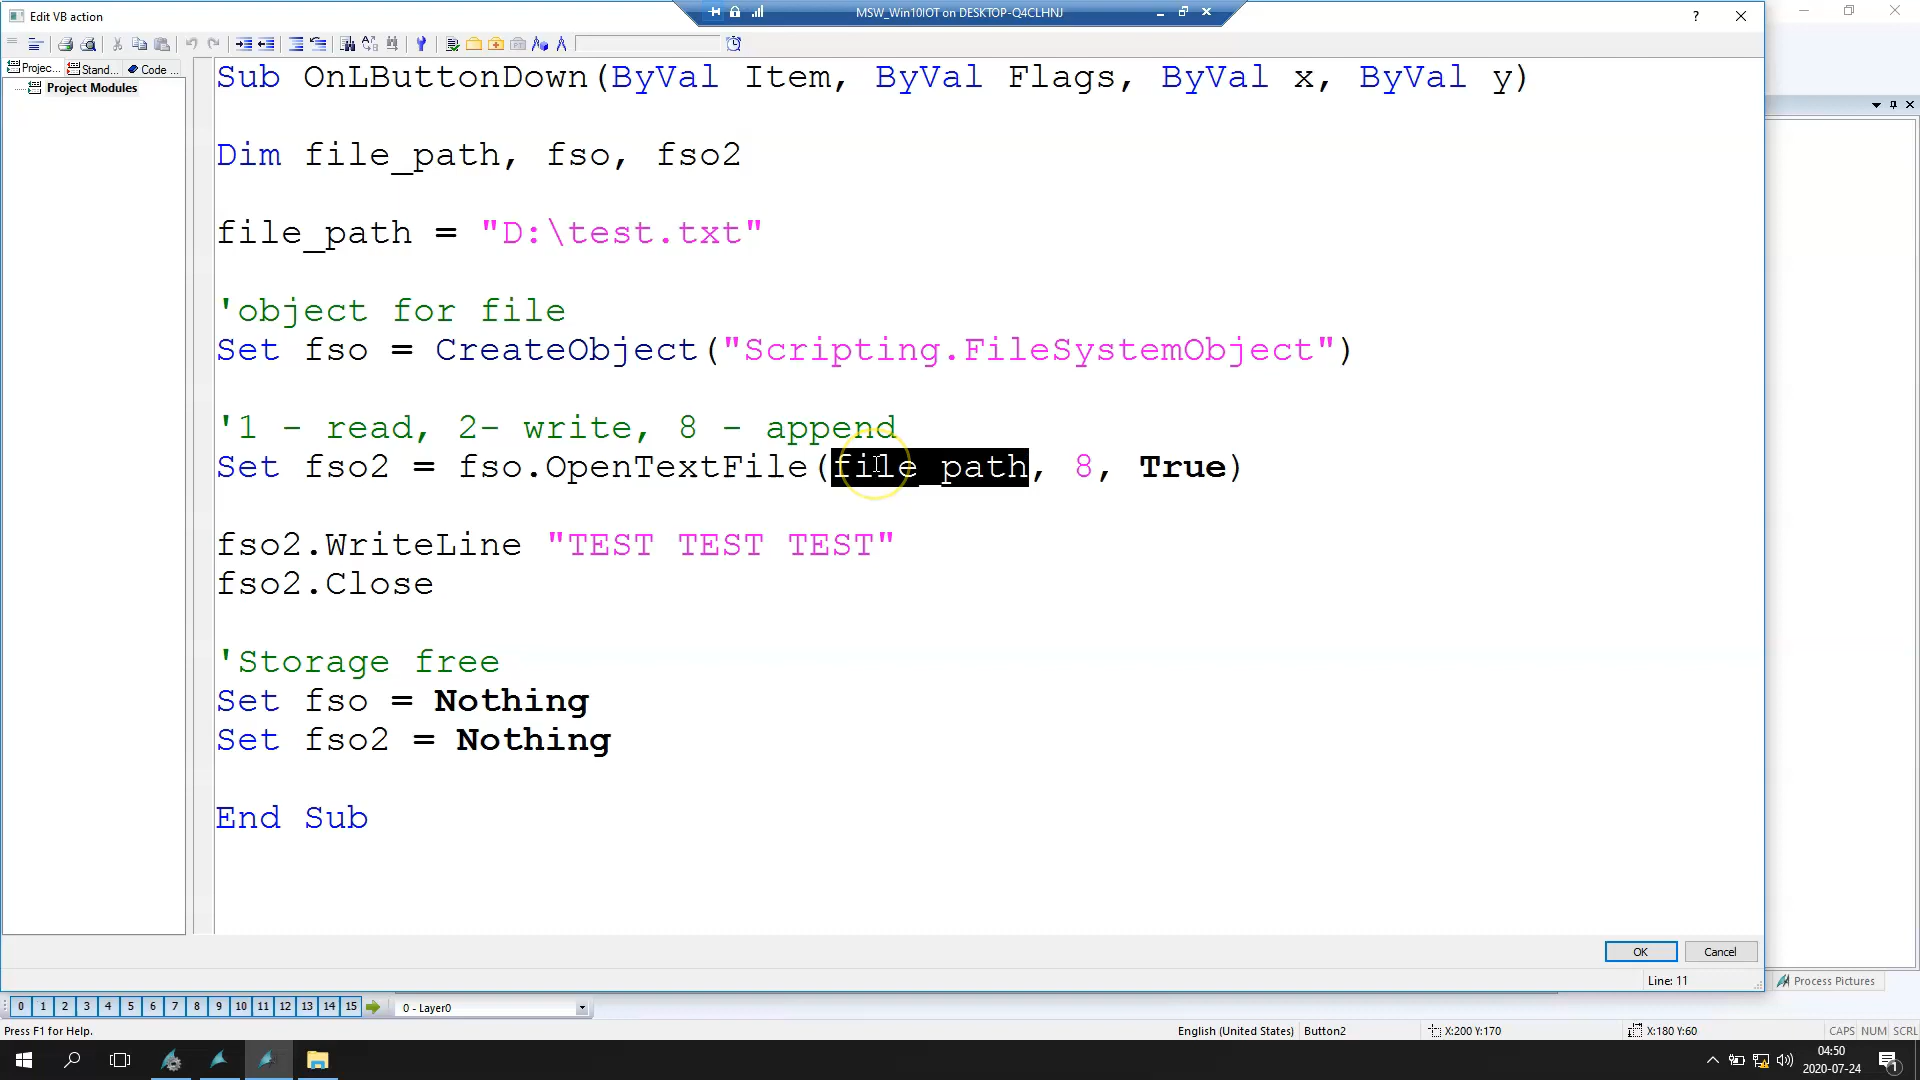 Edit VB action
MSW_Win10IOT on DESKTOP-Q4CLHNJ
Projec... Stand... Code ...
Project Modules
Sub OnLButtonDown(ByVal Item, ByVal Flags, ByVal x, ByVal y)
Dim file_path, fso, fso2
file_path = "D:\test.txt"
'object for file
Set fso = CreateObject("Scripting.FileSystemObject")
'1 - read, 2- write, 8 - append
Set fso2 = fso.OpenTextFile(file_path, 8, True)
fso2.WriteLine "TEST TEST TEST"
fso2.Close
'Storage free
Set fso = Nothing
Set fso2 = Nothing
End Sub
OK Cancel
Line: 11
Process Pictures
0 1 2 3 4 5 6 7 8 9 10 11 12 13 14 15 0 - Layer0
Press F1 for Help. English (United States) Button2 X:200 Y:170 X:180 Y:60 CAPS NUM SCRL
04:50
2020-07-24
1